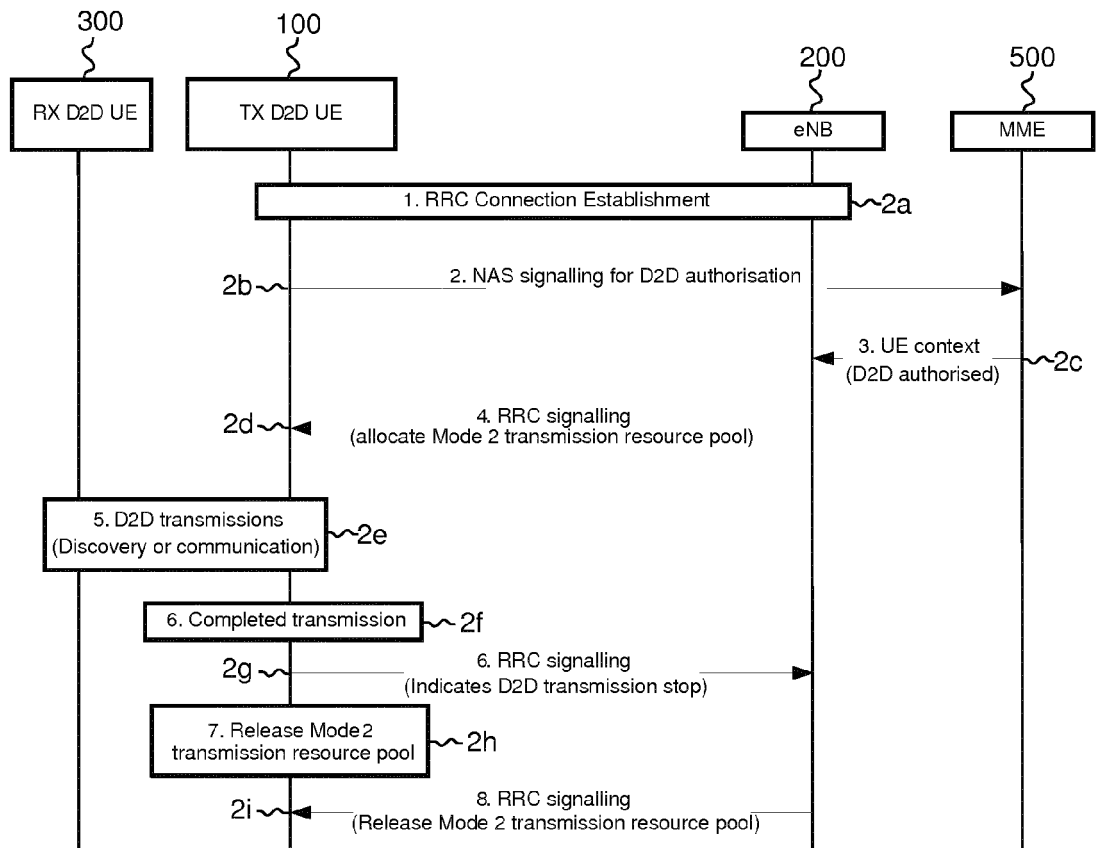 300
100
200
500
RX D2D UE
TX D2D UE
eNB
MME
1. RRC Connection Establishment
2a
2b
2. NAS signalling for D2D authorisation
3. UE context
(D2D authorised)
2c
2d
4. RRC signalling
(allocate Mode 2 transmission resource pool)
5. D2D transmissions
(Discovery or communication)
2e
6. Completed transmission
2f
2g
6. RRC signalling
(Indicates D2D transmission stop)
7. Release Mode 2
transmission resource pool
2h
2i
8. RRC signalling
(Release Mode 2 transmission resource pool)